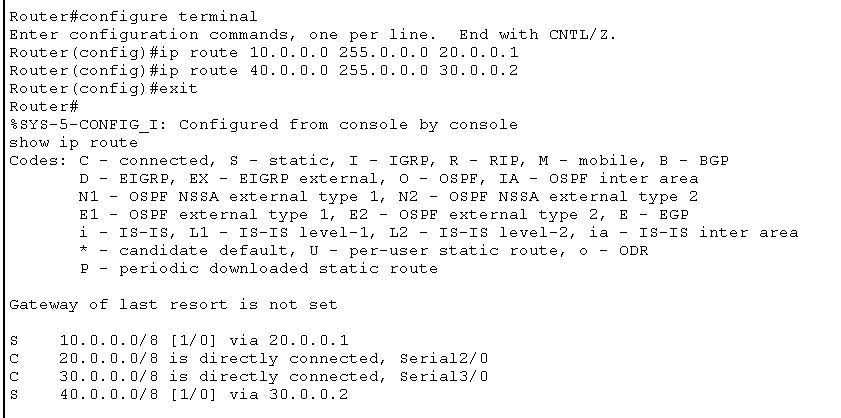 Router#configure terminal
Enter configuration commands, one per line.  End with CNTL/Z.
Router(config)#ip route 10.0.0.0 255.0.0.0 20.0.0.1
Router(config)#ip route 40.0.0.0 255.0.0.0 30.0.0.2
Router(config)#exit
Router#
%SYS-5-CONFIG_I: Configured from console by console
show ip route
Codes: C - connected, S - static, I - IGRP, R - RIP, M - mobile, B - BGP
       D - EIGRP, EX - EIGRP external, O - OSPF, IA - OSPF inter area
       N1 - OSPF NSSA external type 1, N2 - OSPF NSSA external type 2
       E1 - OSPF external type 1, E2 - OSPF external type 2, E - EGP
       i - IS-IS, L1 - IS-IS level-1, L2 - IS-IS level-2, ia - IS-IS inter area
       * - candidate default, U - per-user static route, o - ODR
       P - periodic downloaded static route

Gateway of last resort is not set

S    10.0.0.0/8 [1/0] via 20.0.0.1
C    20.0.0.0/8 is directly connected, Serial2/0
C    30.0.0.0/8 is directly connected, Serial3/0
S    40.0.0.0/8 [1/0] via 30.0.0.2